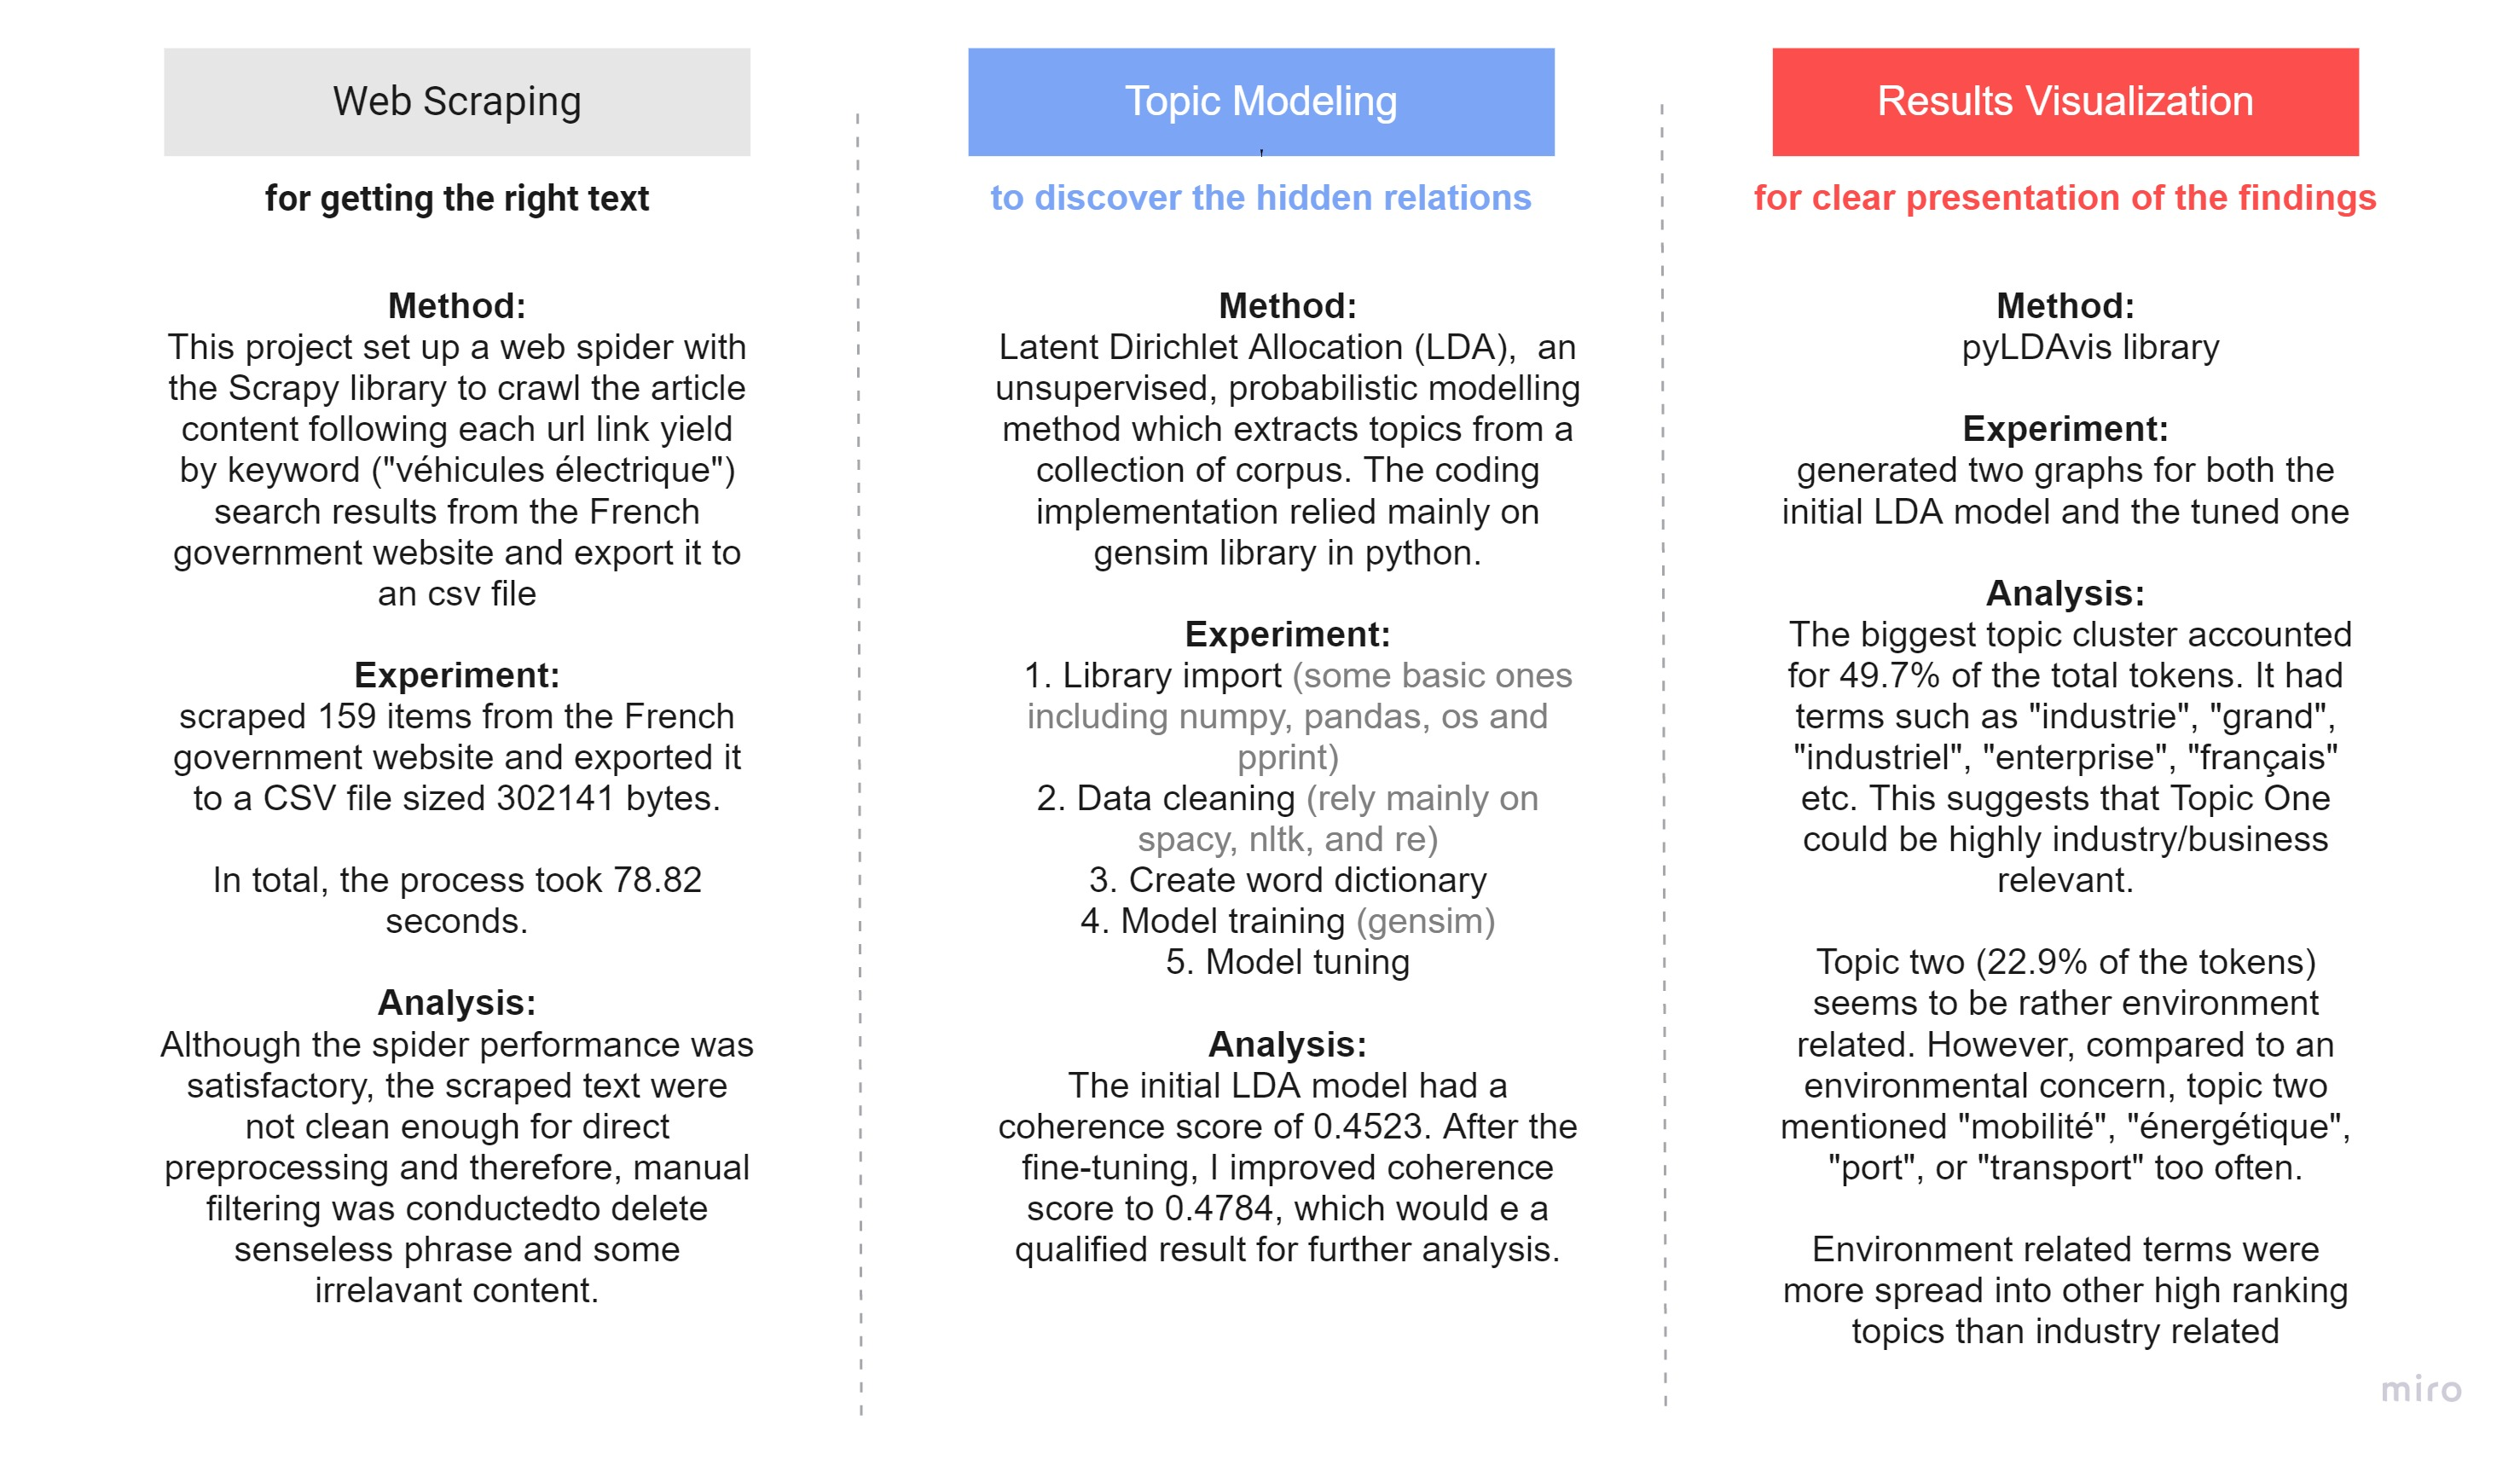 Web Scraping
for getting the right text
Method:
This project set up a web spider with
the Scrapy library to crawl the article
content following each url link yield
by keyword ("véhicules électrique")
search results from the French
government website and export it to
an csv file
Experiment:
scraped 159 items from the French
government website and exported it
to a CSV file sized 302141 bytes.
In total, the process took 78.82
seconds.
Analysis:
Although the spider performance was
satisfactory, the scraped text were
not clean enough for direct
preprocessing and therefore, manual
filtering was conductedto delete
senseless phrase and some
irrelavant content.
Topic Modeling
'
to discover the hidden relations
Method:
Latent Dirichlet Allocation (LDA),  an
unsupervised, probabilistic modelling
method which extracts topics from a
collection of corpus. The coding
implementation relied mainly on
gensim library in python.
Experiment:
1. Library import (some basic ones
including numpy, pandas, os and
pprint)
2. Data cleaning (rely mainly on
spacy, nltk, and re)
3. Create word dictionary
4. Model training (gensim)
5. Model tuning
Analysis:
The initial LDA model had a
coherence score of 0.4523. After the
fine-tuning, I improved coherence
score to 0.4784, which would e a
qualified result for further analysis.
Results Visualization
for clear presentation of the findings
Method:
pyLDAvis library
Experiment:
generated two graphs for both the
initial LDA model and the tuned one
Analysis:
The biggest topic cluster accounted
for 49.7% of the total tokens. It had
terms such as "industrie", "grand",
"industriel", "enterprise", "français"
etc. This suggests that Topic One
could be highly industry/business
relevant.
Topic two (22.9% of the tokens)
seems to be rather environment
related. However, compared to an
environmental concern, topic two
mentioned "mobilité", "énergétique",
"port", or "transport" too often.
Environment related terms were
more spread into other high ranking
topics than industry related
miro